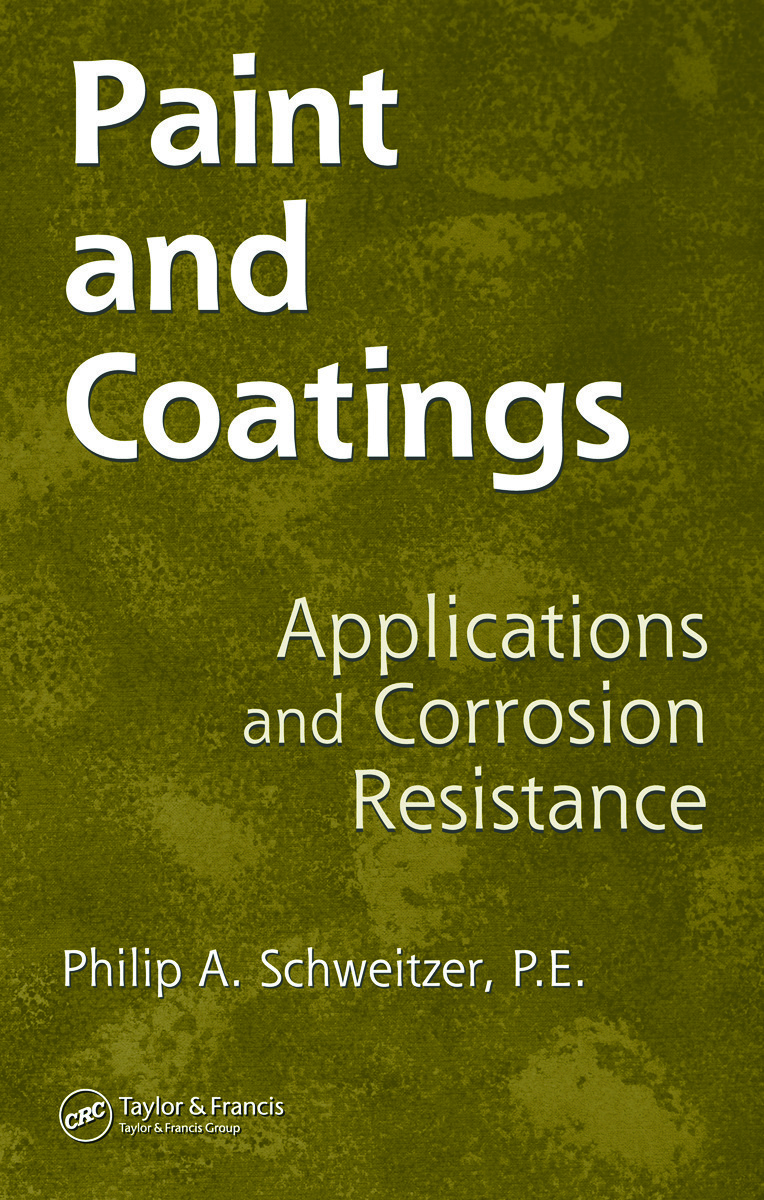 Paint
and
Coatings
Applications
and Corrosion
Resistance
Philip A. Schweitzer, P.E.
CRC
Taylor & Francis
Taylor & Francis Group